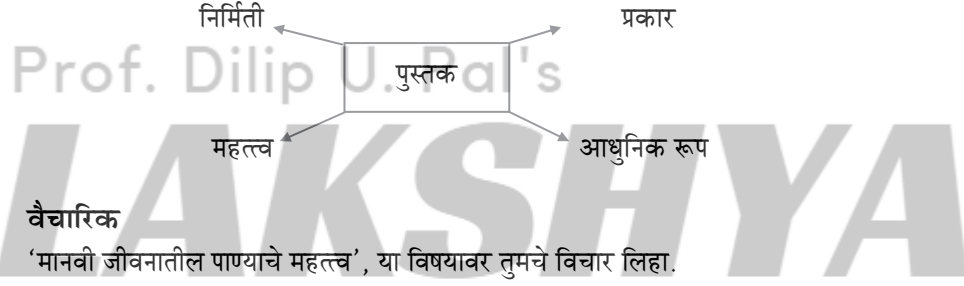 निर्मिती प्रकार
Prof. Dilip U. Pal's
पुस्तक
महत्त्व आधुनिक रूप
LAKSHYA
वैचारिक
‘मानवी जीवनातील पाण्याचे महत्त्व’, या विषयावर तुमचे विचार लिहा.